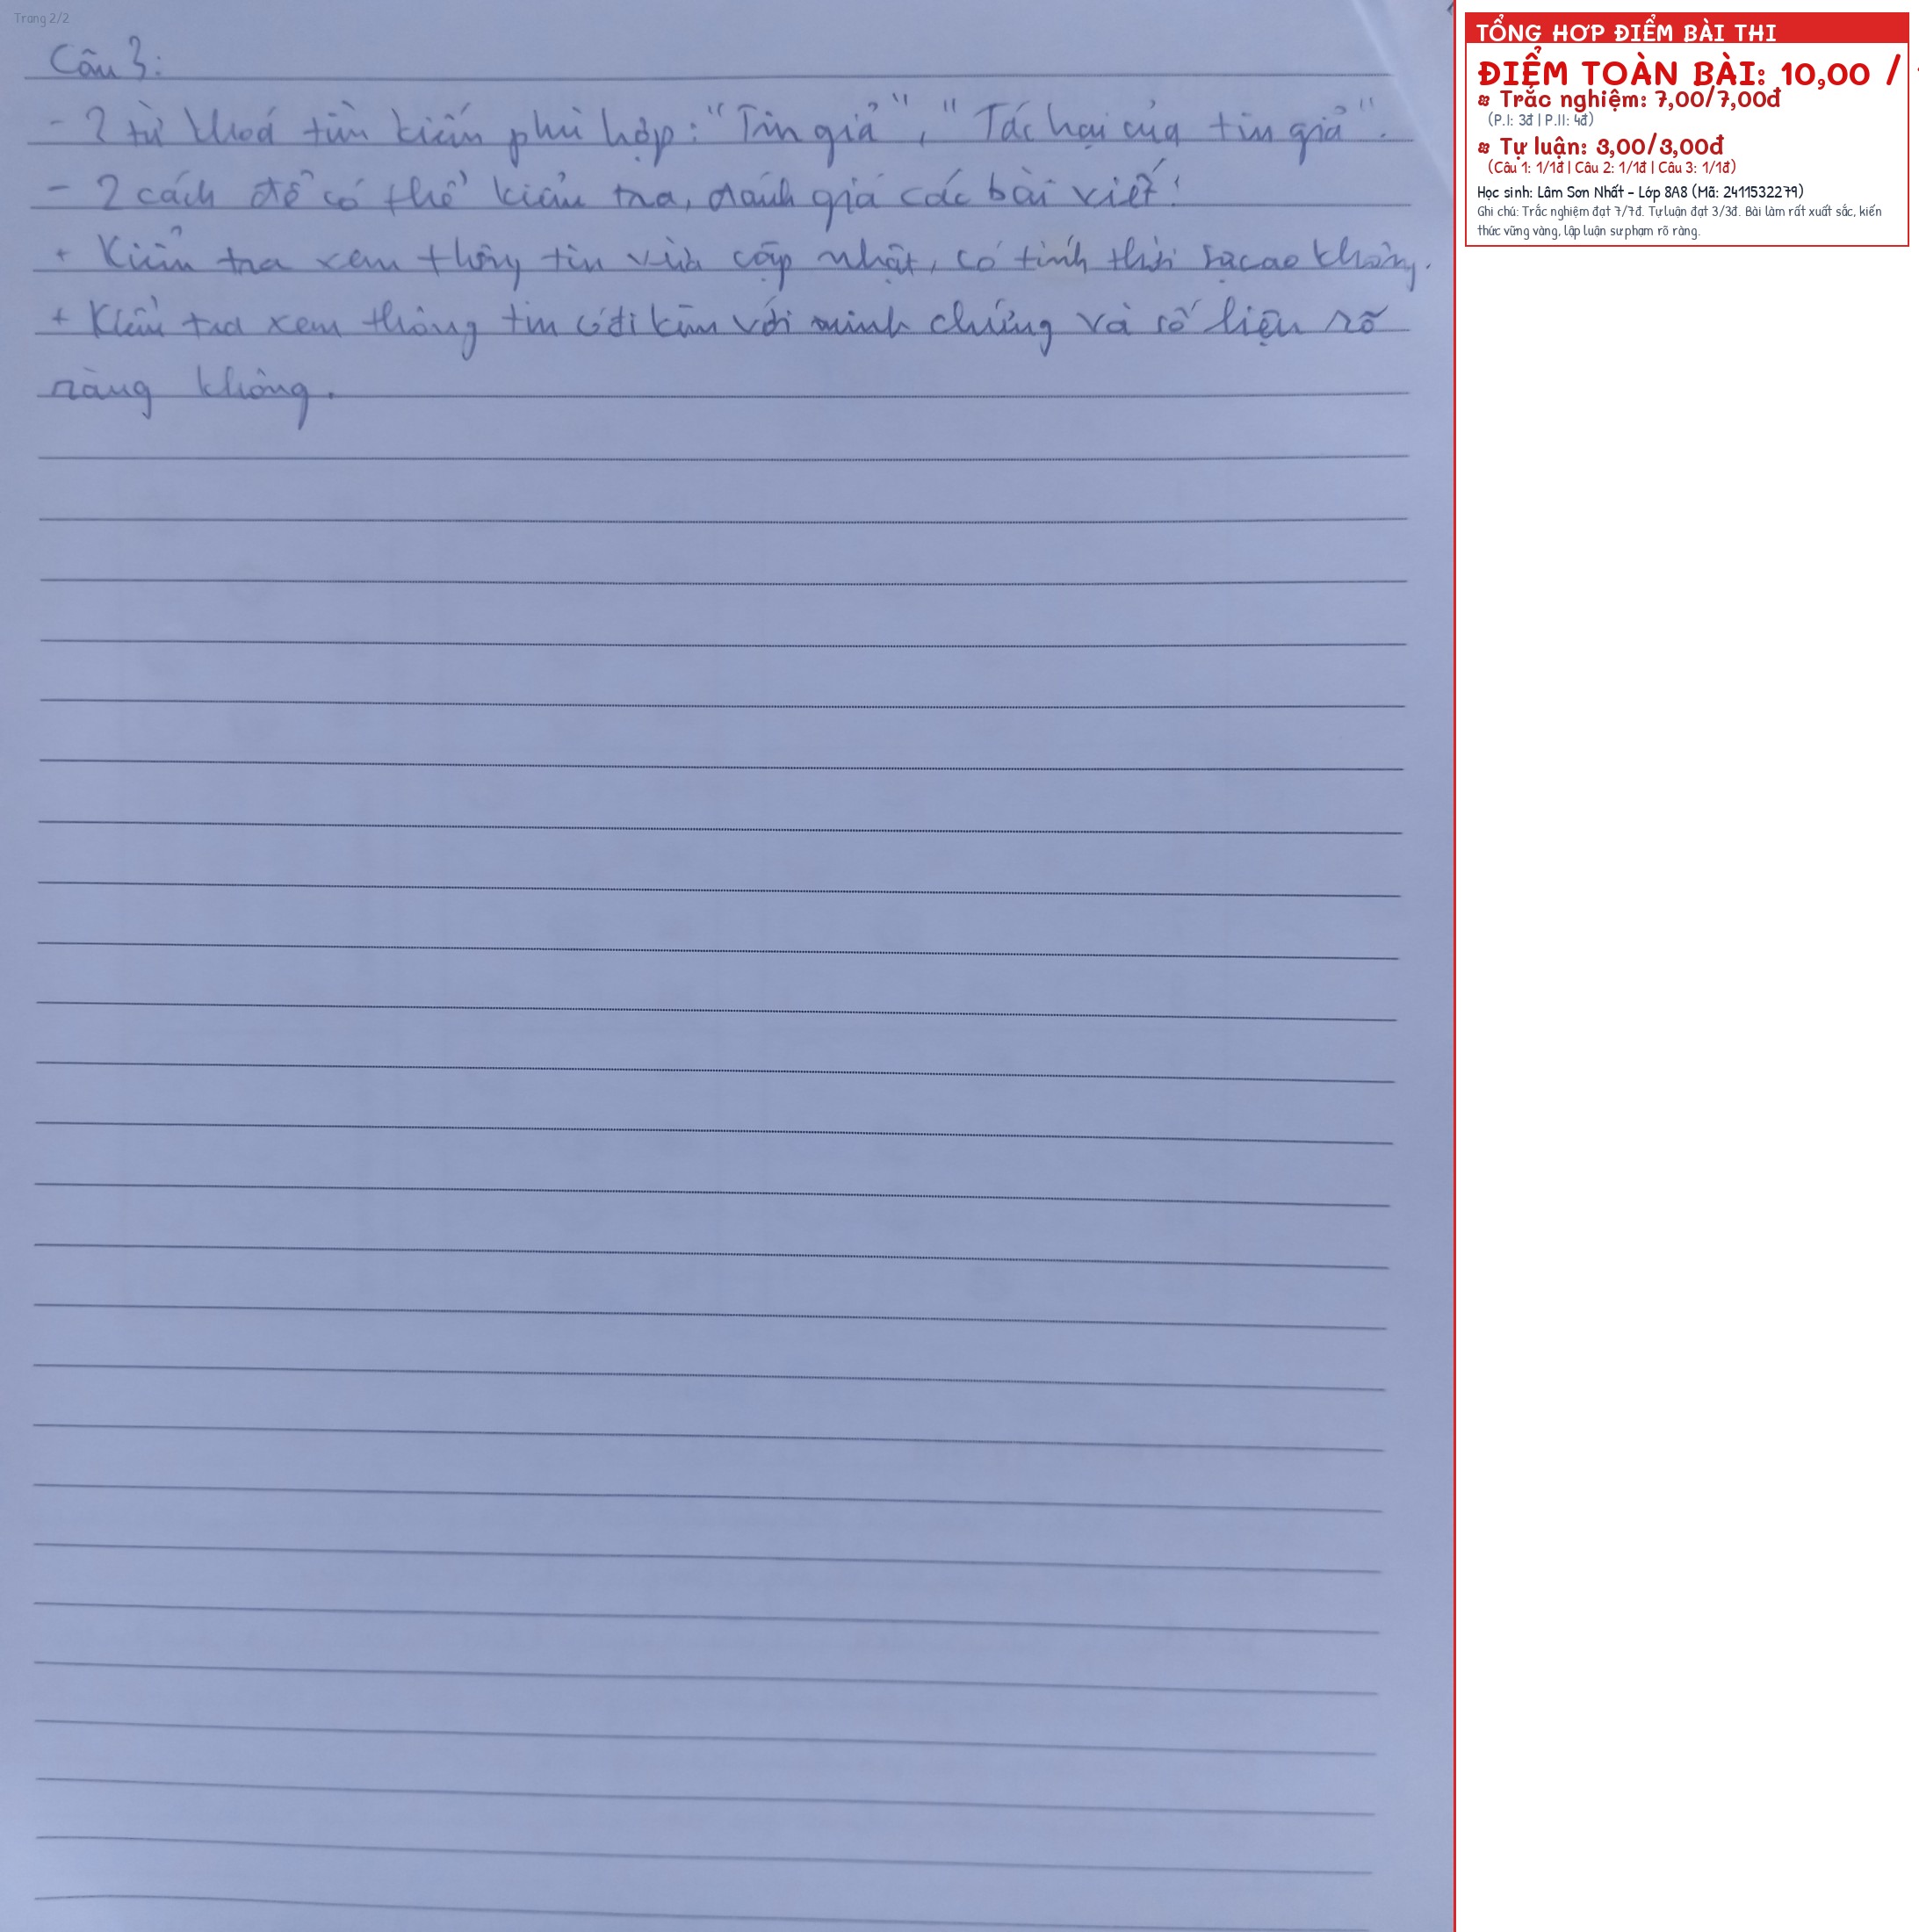 Trang 2/2
Câu 3:
- 2 từ khoá tìm kiếm phù hợp: "Tin giả", "Tác hại của tin giả".
- 2 cách để có thể kiểm tra, đánh giá các bài viết:
+ Kiểm tra xem thông tin vừa cập nhật, có tính thời sự cao không.
+ Kiểm tra xem thông tin có đi kèm với minh chứng và số liệu rõ
ràng không.
TỔNG HỢP ĐIỂM BÀI THI
ĐIỂM TOÀN BÀI: 10,00 /
Trắc nghiệm: 7,00/7,00đ
(P.I: 3đ | P.II: 4đ)
Tự luận: 3,00/3,00đ
(Câu 1: 1/1đ | Câu 2: 1/1đ | Câu 3: 1/1đ)
Học sinh: Lâm Sơn Nhất - Lớp 8A8 (Mã: 2411532279)
Ghi chú: Trắc nghiệm đạt 7/7đ. Tự luận đạt 3/3đ. Bài làm rất xuất sắc, kiến
thức vững vàng, lập luận sư phạm rõ ràng.